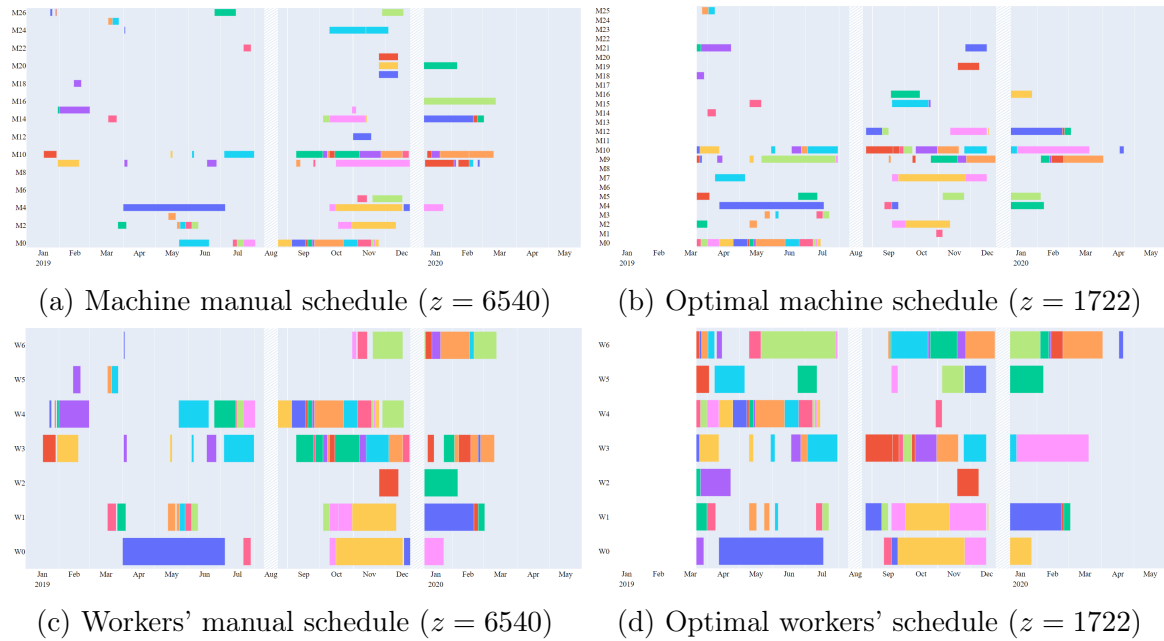 M26
M24
M22
M20
M18
M16
M14
M12
M10
M8
M6
M4
M2
M0
Jan Feb Mar Apr May Jun Jul Aug Sep Oct Nov Dec Jan Feb Mar Apr May
2019 2020
(a) Machine manual schedule (z = 6540)
M25
M24
M23
M22
M21
M20
M19
M18
M17
M16
M15
M14
M13
M12
M11
M10
M9
M8
M7
M6
M5
M4
M3
M2
M1
M0
Jan Feb Mar Apr May Jun Jul Aug Sep Oct Nov Dec Jan Feb Mar Apr May
2019 2020
(b) Optimal machine schedule (z = 1722)
W6
W5
W4
W3
W2
W1
W0
Jan Feb Mar Apr May Jun Jul Aug Sep Oct Nov Dec Jan Feb Mar Apr May
2019 2020
(c) Workers' manual schedule (z = 6540)
W6
W5
W4
W3
W2
W1
W0
Jan Feb Mar Apr May Jun Jul Aug Sep Oct Nov Dec Jan Feb Mar Apr May
2019 2020
(d) Optimal workers' schedule (z = 1722)